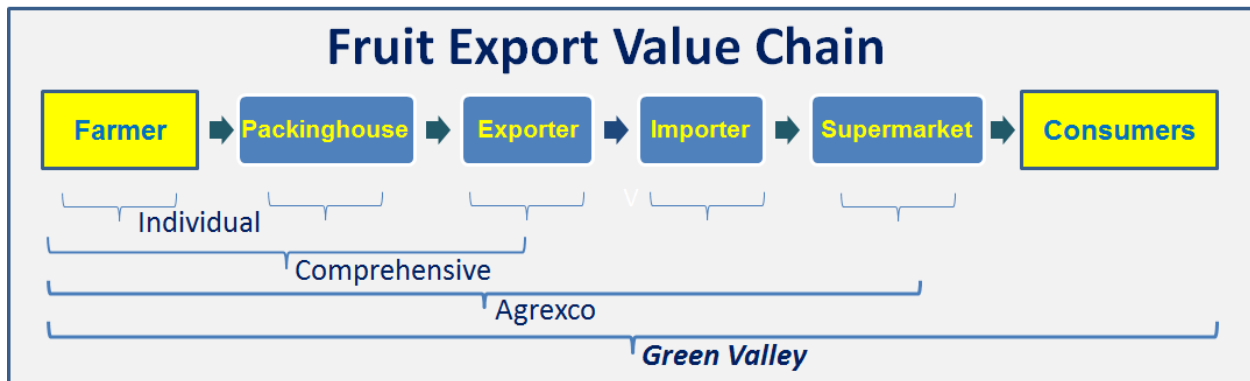 Fruit Export Value Chain
Farmer Packinghouse Exporter Importer Supermarket Consumers
V
Individual
Comprehensive
Agrexco
Green Valley